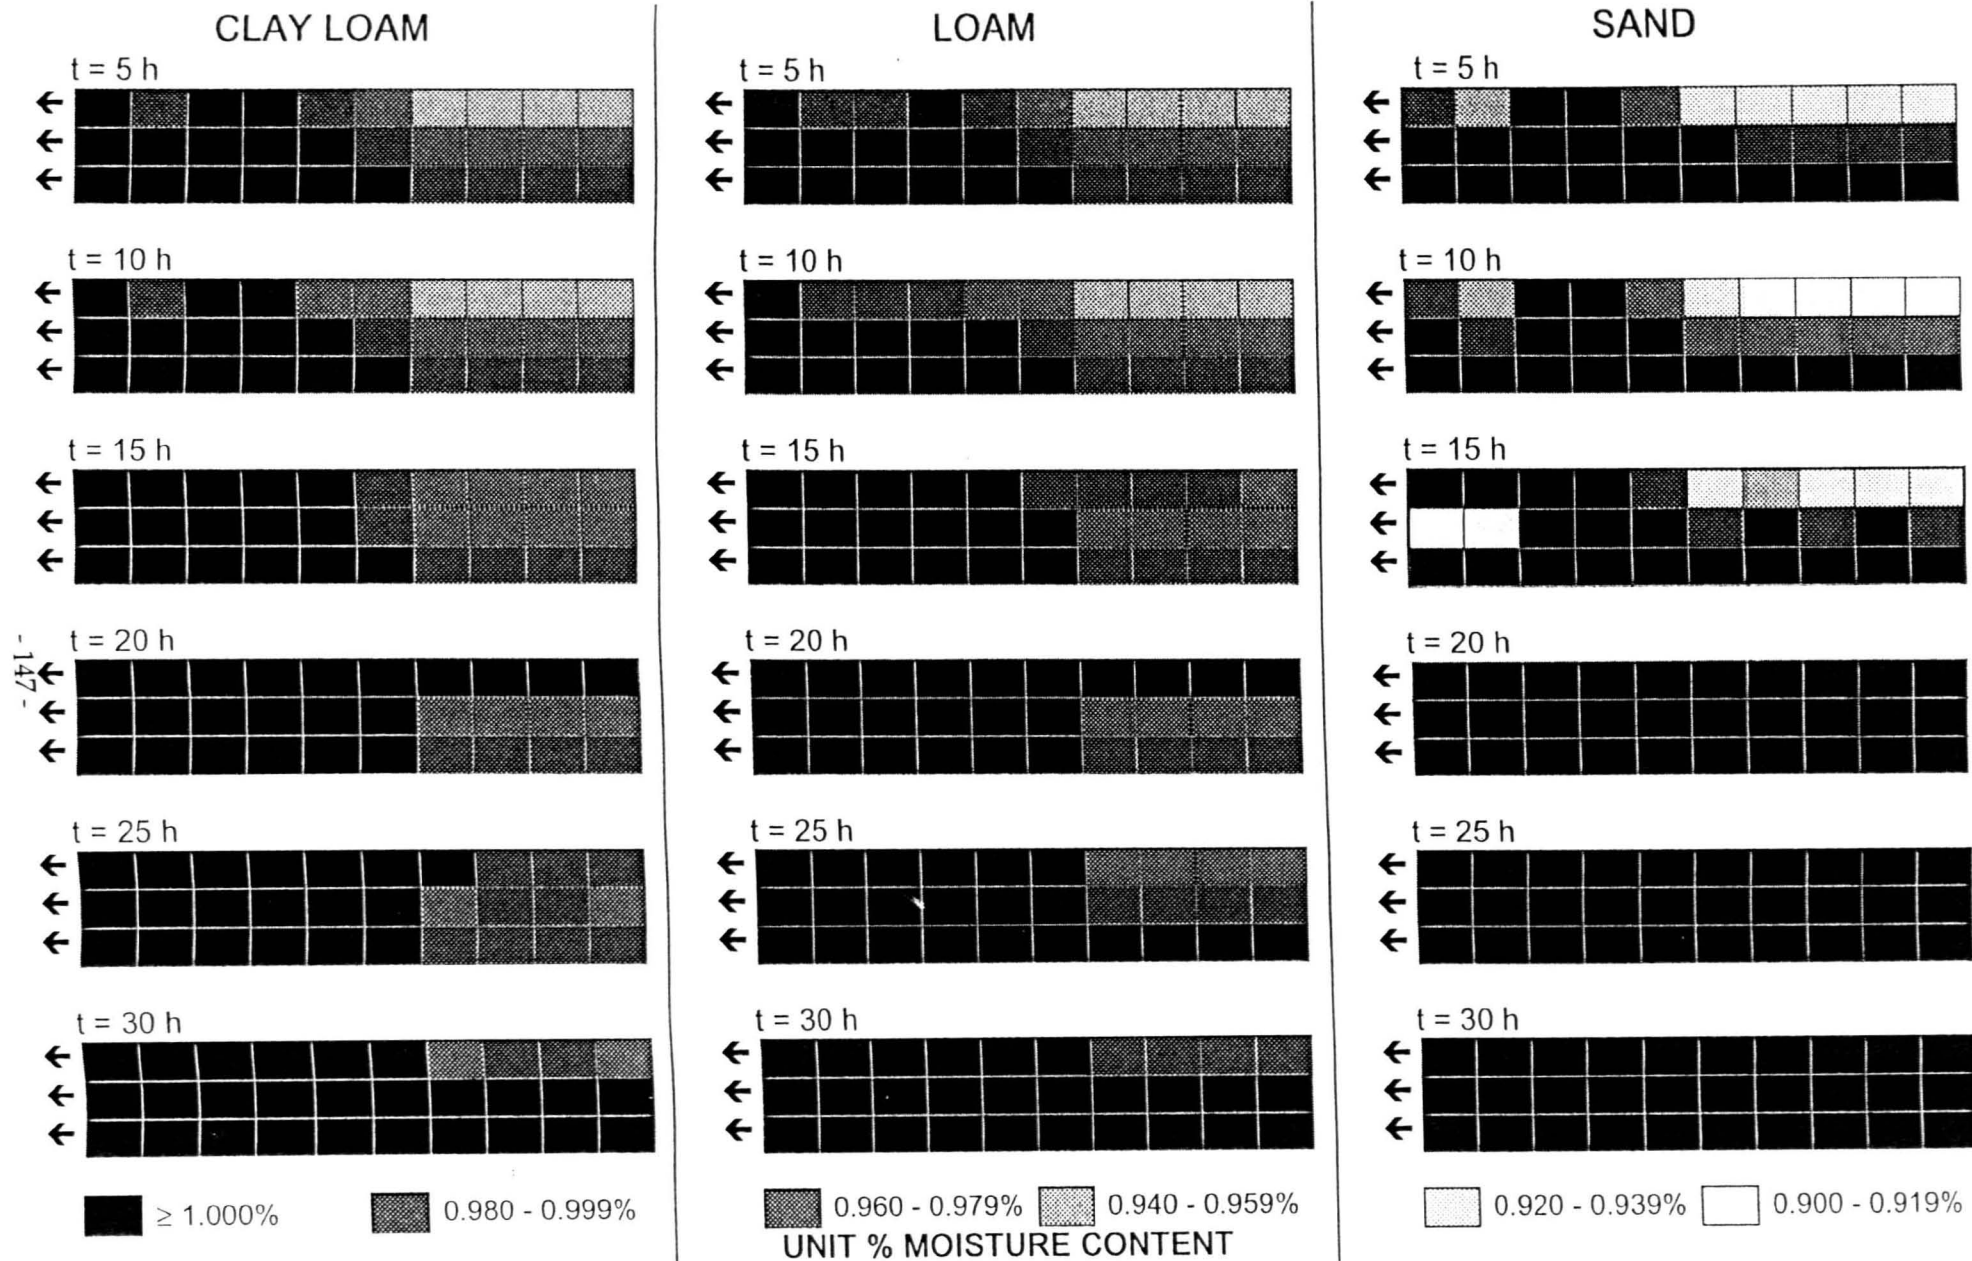 CLAY LOAM
t = 5 h
t = 10 h
t = 15 h
t = 20 h
t = 25 h
t = 30 h
LOAM
t = 5 h
t = 10 h
t = 15 h
t = 20 h
t = 25 h
t = 30 h
SAND
t = 5 h
t = 10 h
t = 15 h
t = 20 h
t = 25 h
t = 30 h
≥ 1.000%
0.980 - 0.999%
0.960 - 0.979%
0.940 - 0.959%
0.920 - 0.939%
0.900 - 0.919%
UNIT % MOISTURE CONTENT
- 147 -